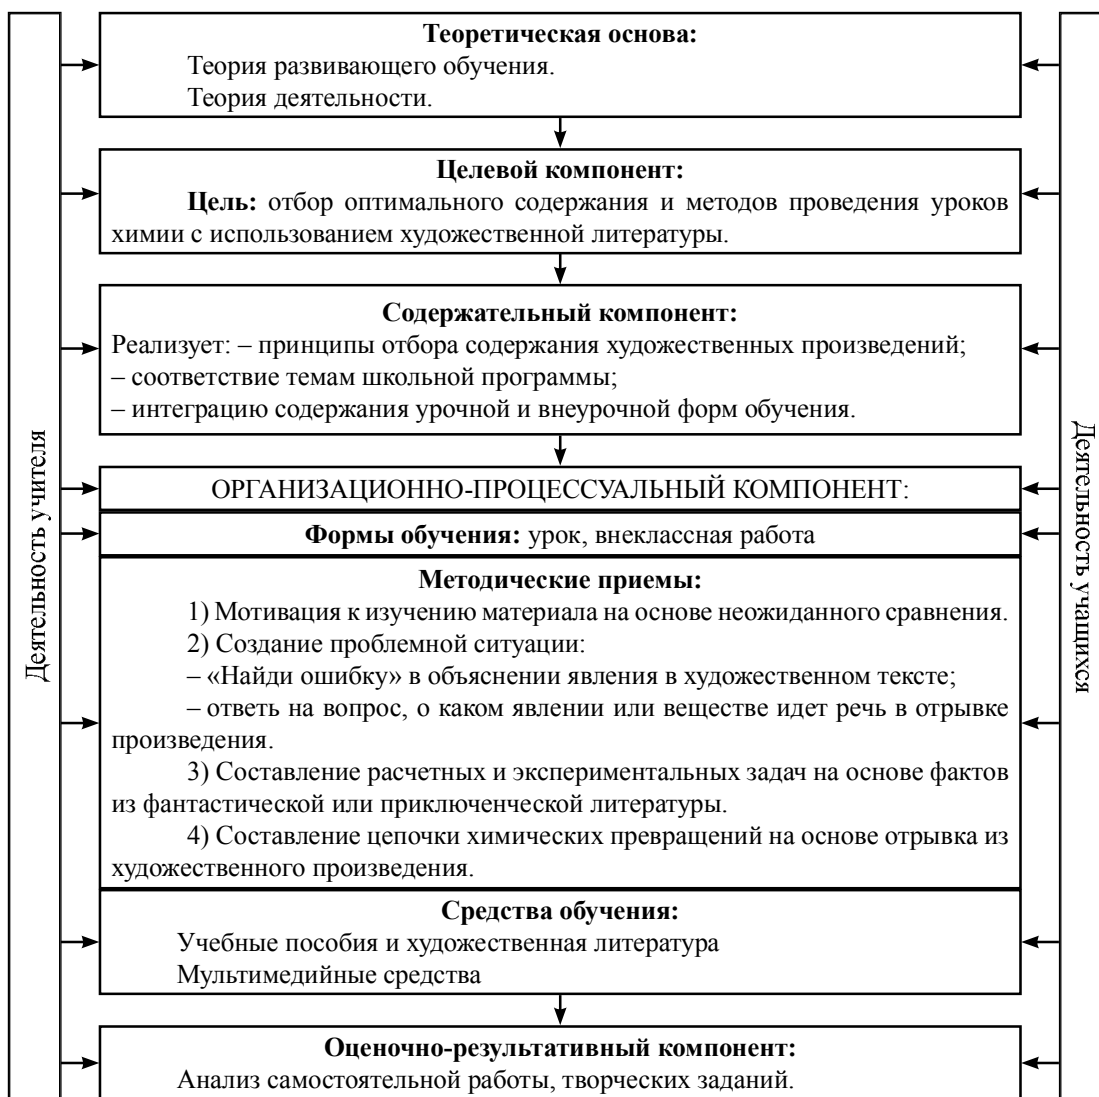 Теоретическая основа:
Теория развивающего обучения.
Теория деятельности.
Целевой компонент:
Цель: отбор оптимального содержания и методов проведения уроков
химии с использованием художественной литературы.
Содержательный компонент:
Реализует: – принципы отбора содержания художественных произведений;
– соответствие темам школьной программы;
– интеграцию содержания урочной и внеурочной форм обучения.
Деятельность учителя
Деятельность учащихся
ОРГАНИЗАЦИОННО-ПРОЦЕССУАЛЬНЫЙ КОМПОНЕНТ:
Формы обучения: урок, внеклассная работа
Методические приемы:
1) Мотивация к изучению материала на основе неожиданного сравнения.
2) Создание проблемной ситуации:
– «Найди ошибку» в объяснении явления в художественном тексте;
– ответь на вопрос, о каком явлении или веществе идет речь в отрывке
произведения.
3) Составление расчетных и экспериментальных задач на основе фактов
из фантастической или приключенческой литературы.
4) Составление цепочки химических превращений на основе отрывка из
художественного произведения.
Средства обучения:
Учебные пособия и художественная литература
Мультимедийные средства
Оценочно-результативный компонент:
Анализ самостоятельной работы, творческих заданий.